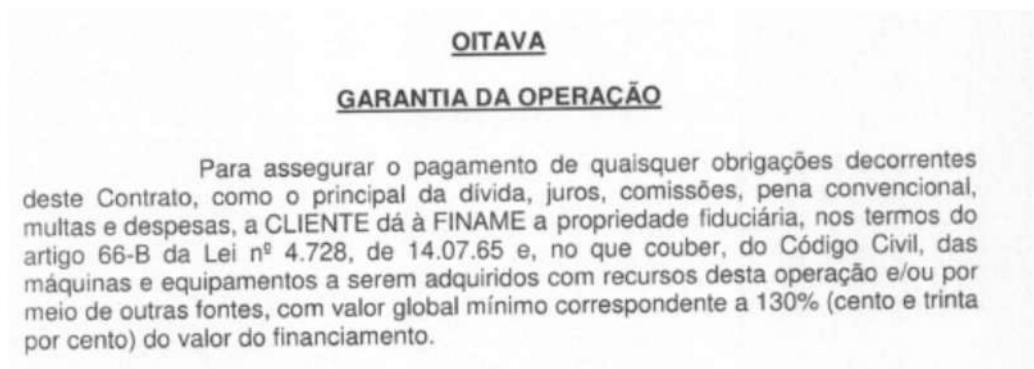 OITAVA
GARANTIA DA OPERAÇÃO
Para assegurar o pagamento de quaisquer obrigações decorrentes
deste Contrato, como o principal da dívida, juros, comissões, pena convencional,
multas e despesas, a CLIENTE dá à FINAME a propriedade fiduciária, nos termos do
artigo 66-B da Lei nº 4.728, de 14.07.65 e, no que couber, do Código Civil, das
máquinas e equipamentos a serem adquiridos com recursos desta operação e/ou por
meio de outras fontes, com valor global mínimo correspondente a 130% (cento e trinta
por cento) do valor do financiamento.